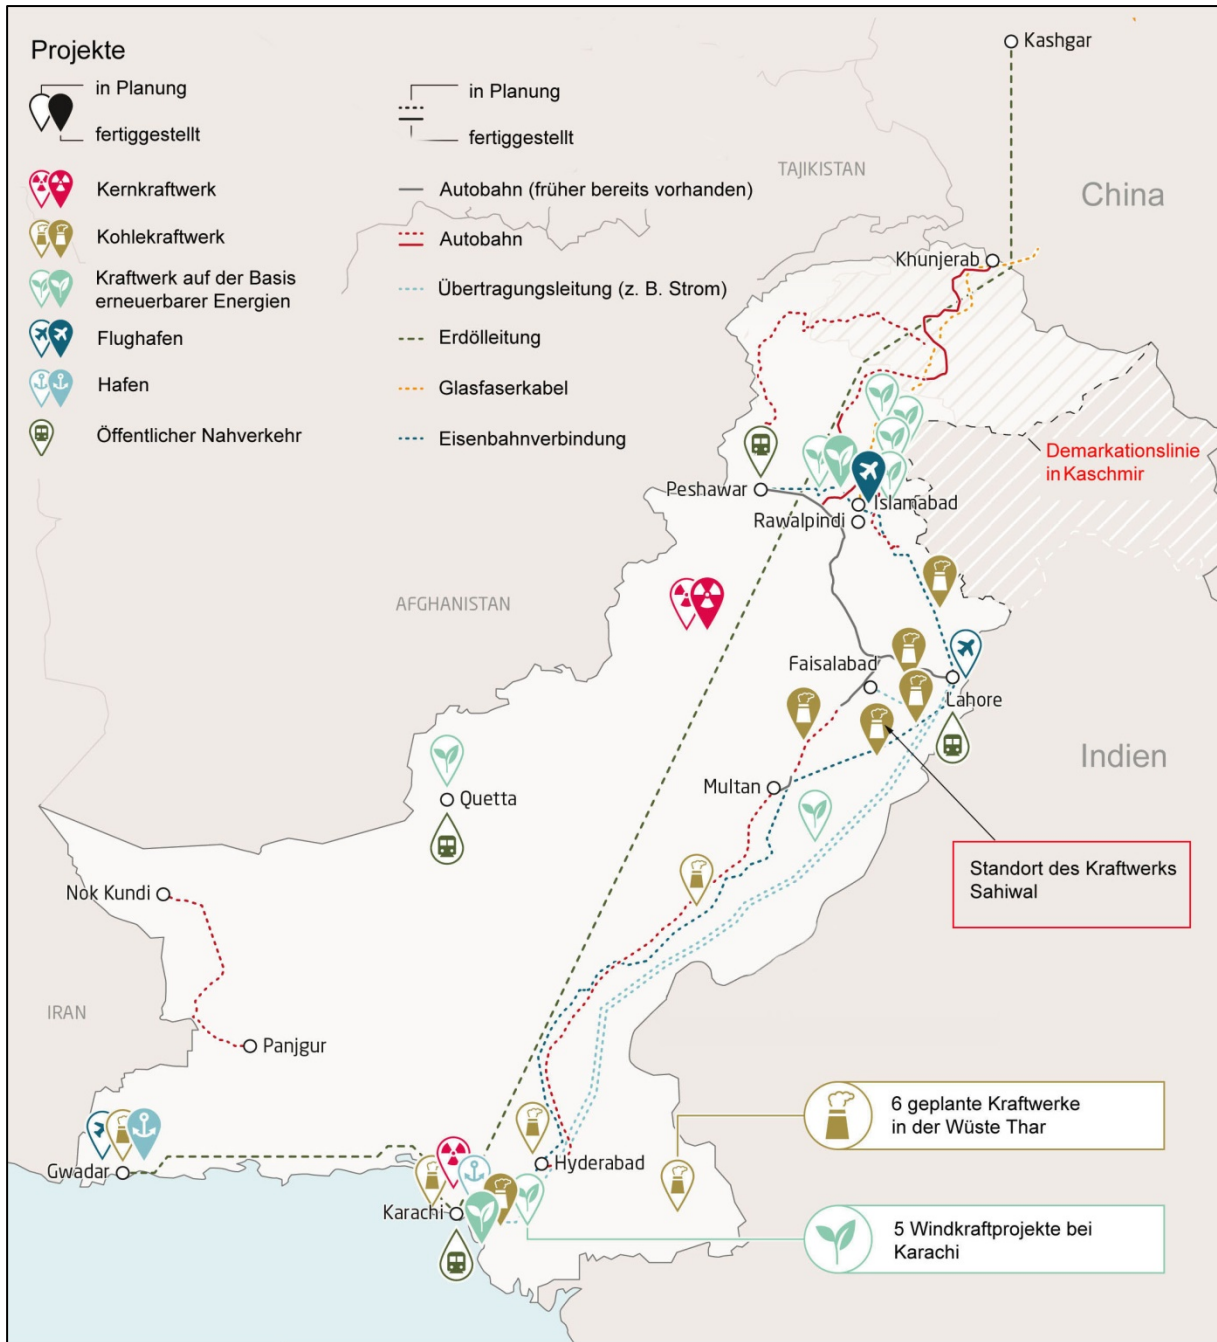 Projekte
in Planung
fertiggestellt
Kernkraftwerk
Kohlekraftwerk
Kraftwerk auf der Basis
erneuerbarer Energien
Flughafen
Hafen
Öffentlicher Nahverkehr
in Planung
fertiggestellt
Autobahn (früher bereits vorhanden)
Autobahn
Übertragungsleitung (z. B. Strom)
Erdölleitung
Glasfaserkabel
Eisenbahnverbindung
Kashgar
TAJIKISTAN
China
Khunjerab
Demarkationslinie
in Kaschmir
Peshawar
Islamabad
Rawalpindi
AFGHANISTAN
Faisalabad
Lahore
Indien
Multan
Quetta
Standort des Kraftwerks
Sahiwal
Nok Kundi
IRAN
Panjgur
6 geplante Kraftwerke
in der Wüste Thar
Gwadar
Hyderabad
Karachi
5 Windkraftprojekte bei
Karachi